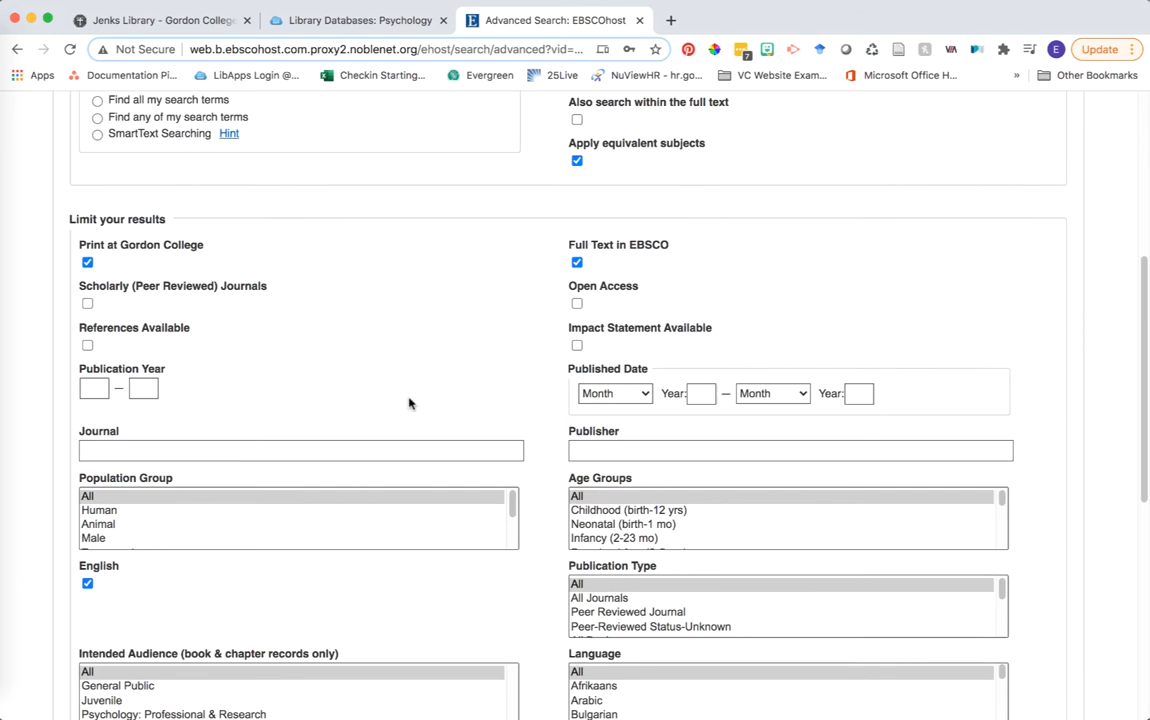 Jenks Library - Gordon College
Library Databases: Psychology
Advanced Search: EBSCOhost
Not Secure
web.b.ebscohost.com.proxy2.noblenet.org/ehost/search/advanced?vid=...
7
E
Update
Apps
Documentation Pi...
LibApps Login @...
Checkin Starting...
Evergreen
25Live
NuViewHR - hr.go...
VC Website Exam...
Microsoft Office H...
»
Other Bookmarks
Find all my search terms
Find any of my search terms
SmartText Searching Hint
Also search within the full text
Apply equivalent subjects
Limit your results
Print at Gordon College
Full Text in EBSCO
Scholarly (Peer Reviewed) Journals
Open Access
References Available
Impact Statement Available
Publication Year
–
Published Date
Month Year: – Month Year:
Journal
Publisher
Population Group
All
Human
Animal
Male
Age Groups
All
Childhood (birth-12 yrs)
Neonatal (birth-1 mo)
Infancy (2-23 mo)
English
Publication Type
All
All Journals
Peer Reviewed Journal
Peer-Reviewed Status-Unknown
Intended Audience (book & chapter records only)
All
General Public
Juvenile
Psychology: Professional & Research
Language
All
Afrikaans
Arabic
Bulgarian